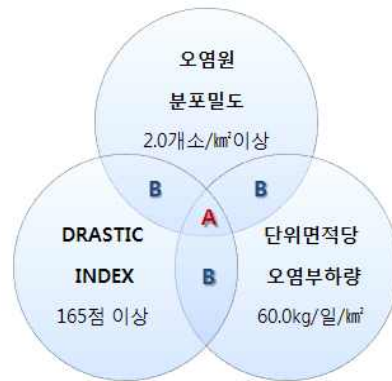 오염원
분포밀도
2.0개소/㎢이상
B
B
A
DRASTIC
INDEX
165점 이상
B
단위면적당
오염부하량
60.0kg/일/㎢